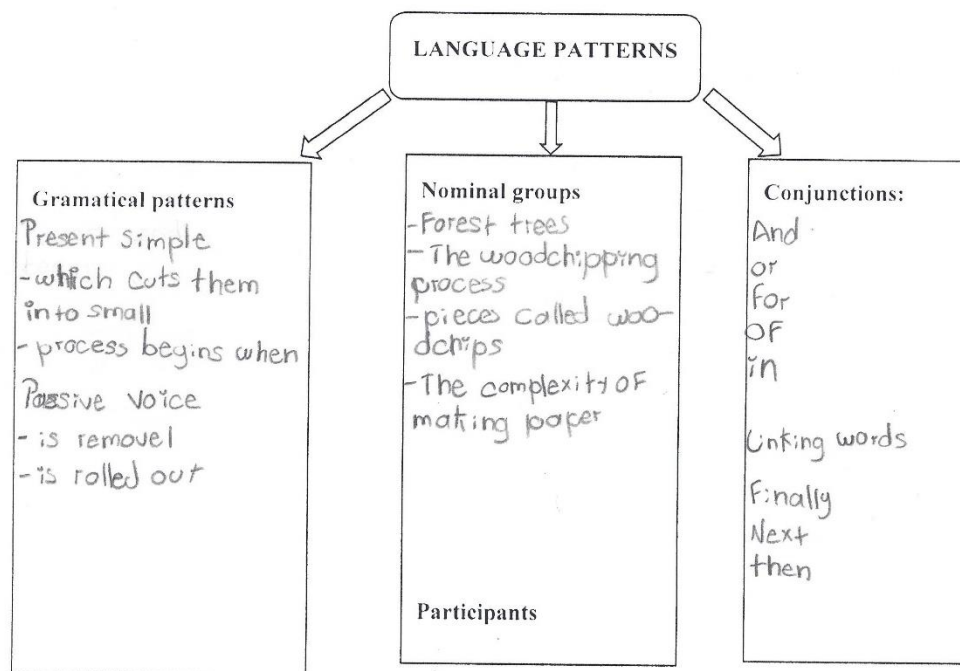 LANGUAGE PATTERNS
Gramatical patterns
Present simple
-which cuts them
into small
- process begins when
Passive voice
- is removel
- is rolled out
Nominal groups
-Forest trees
-The woodchipping
process
-pieces called woo-
dchips
-The complexity OF
making paper
Participants
Conjunctions:
And
or
For
OF
in
Linking words
Finally
Next
then